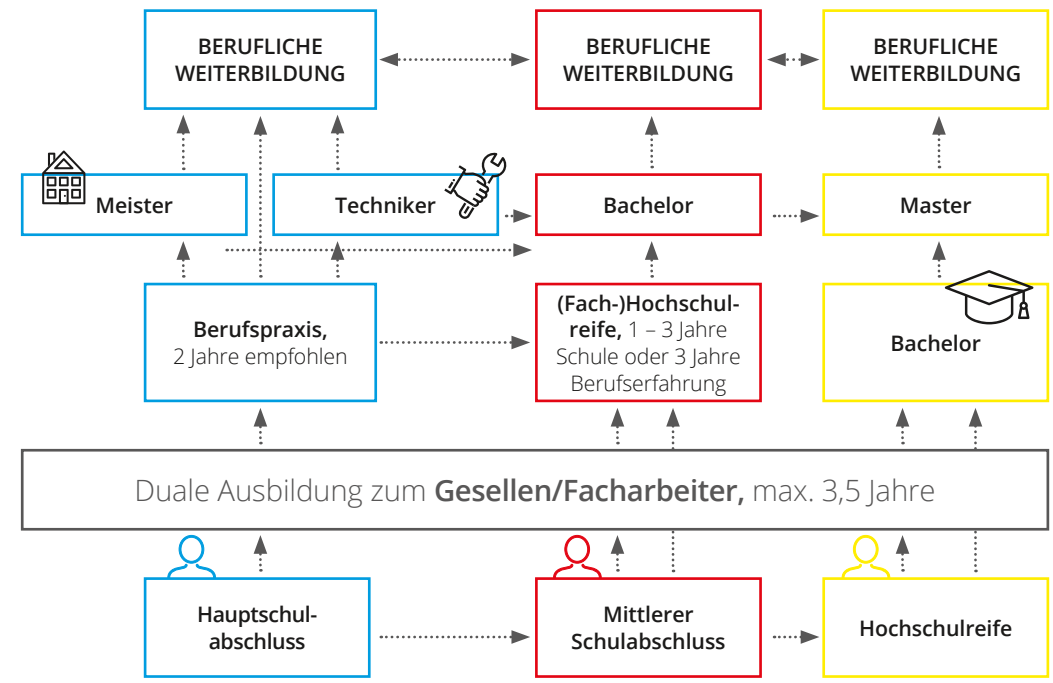 BERUFLICHE
WEITERBILDUNG
BERUFLICHE
WEITERBILDUNG
BERUFLICHE
WEITERBILDUNG
Meister
Techniker
Bachelor
Master
Berufspraxis,
2 Jahre empfohlen
(Fach-)Hochschul-
reife, 1 – 3 Jahre
Schule oder 3 Jahre
Berufserfahrung
Bachelor
Duale Ausbildung zum Gesellen/Facharbeiter, max. 3,5 Jahre
Hauptschul-
abschluss
Mittlerer
Schulabschluss
Hochschulreife